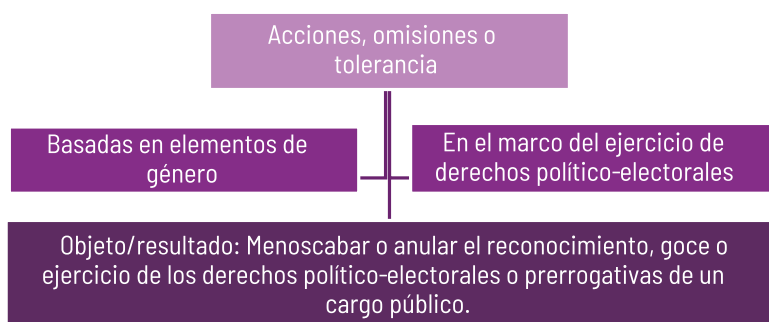 Acciones, omisiones o
tolerancia
Basadas en elementos de
género
En el marco del ejercicio de
derechos político-electorales
Objeto/resultado: Menoscabar o anular el reconocimiento, goce o
ejercicio de los derechos político-electorales o prerrogativas de un
cargo público.